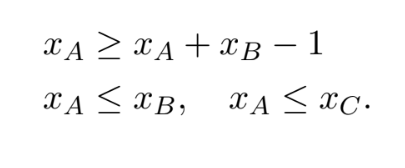 x_A ≥ x_A + x_B − 1
x_A ≤ x_B, x_A ≤ x_C.